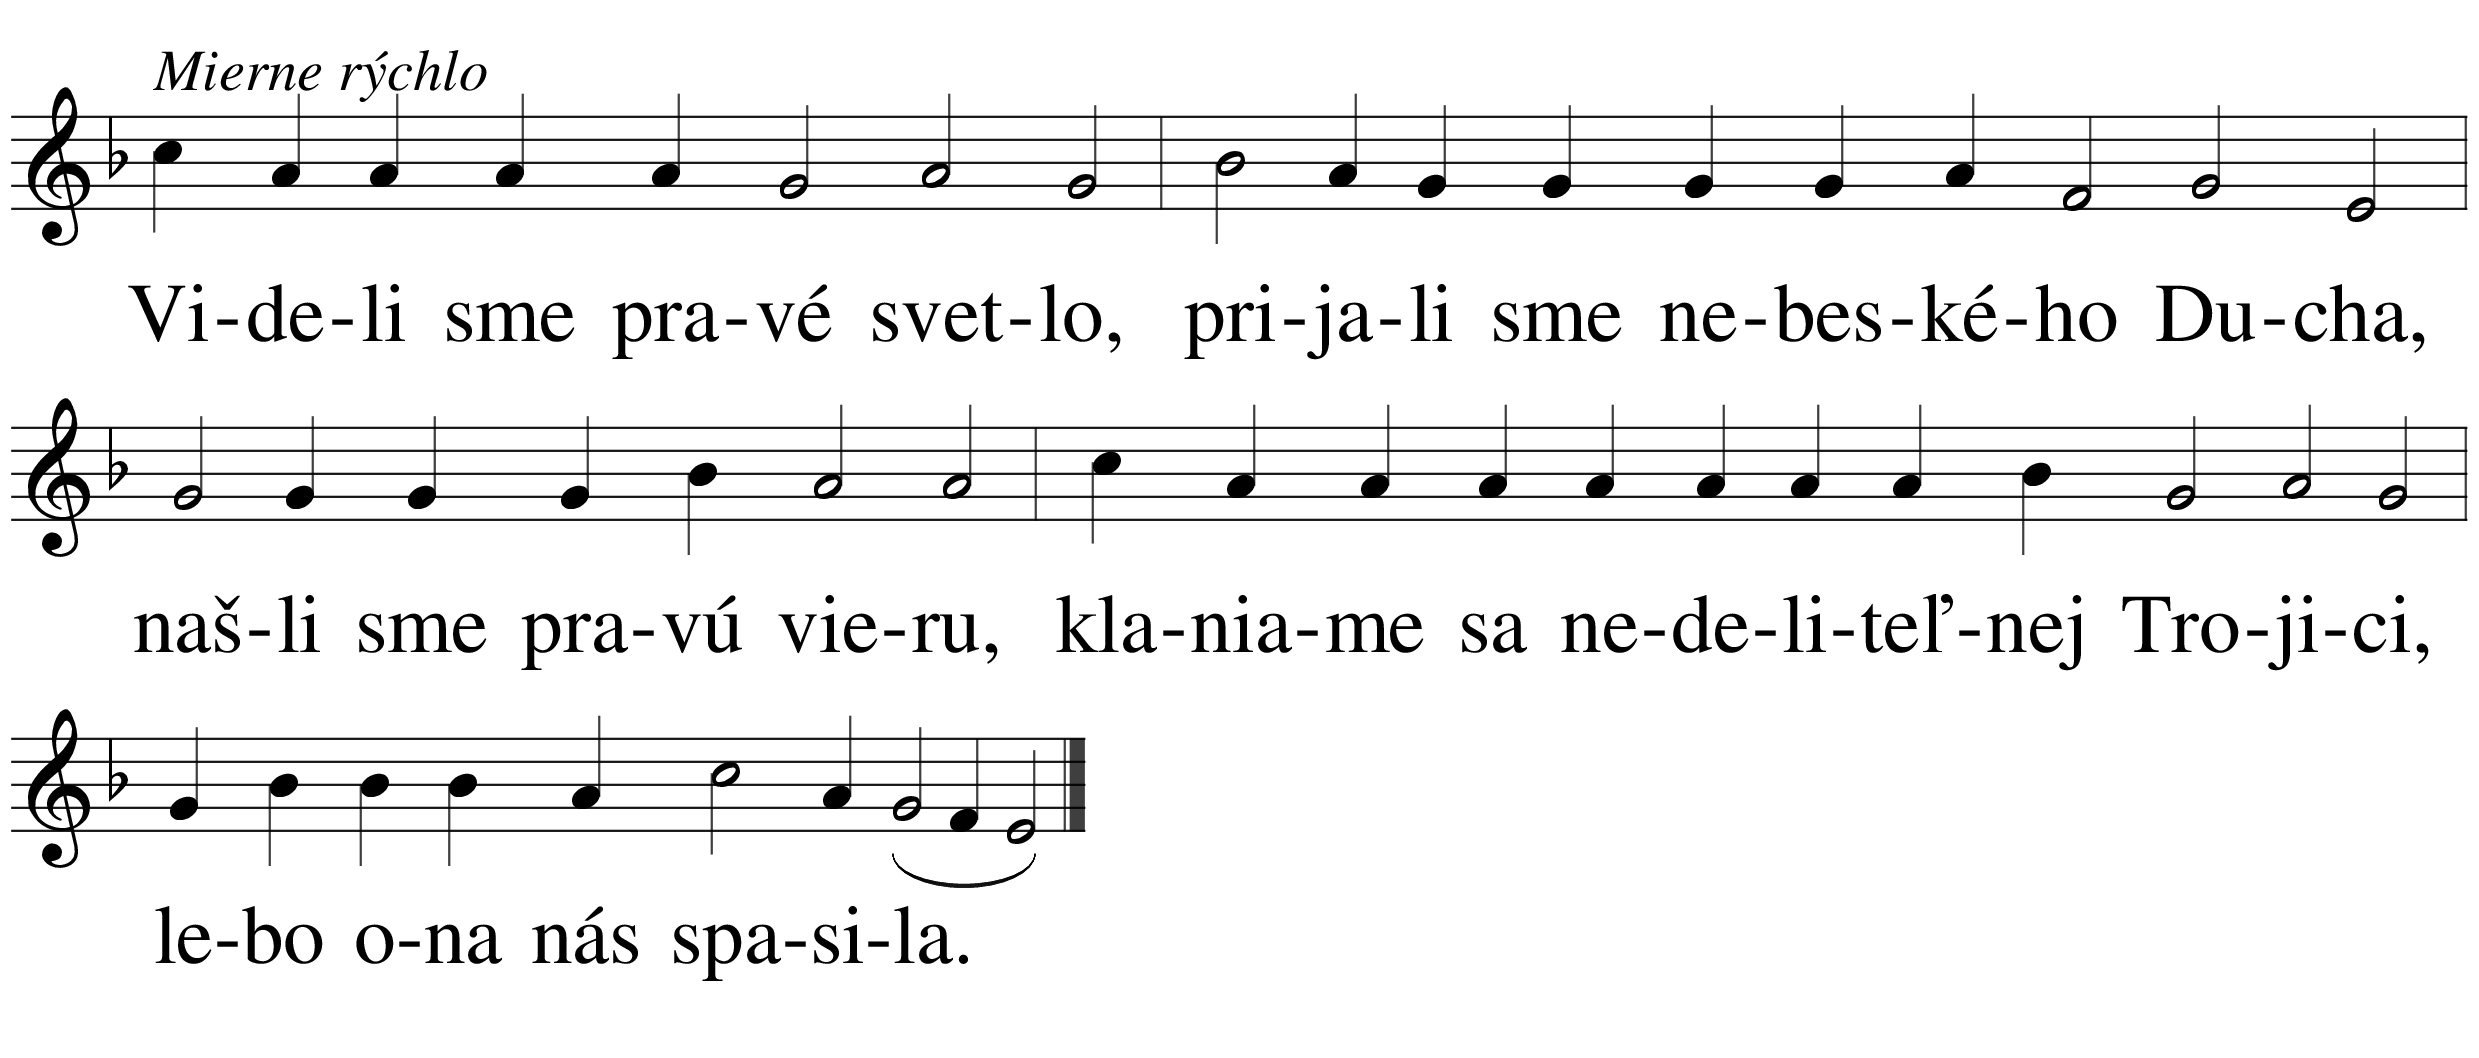 Mierne rýchlo
Vi-de-li sme pra-vé svet-lo, pri-ja-li sme ne-bes-ké-ho Du-cha,
naš-li sme pra-vú vie-ru, kla-nia-me sa ne-de-li-teľ-nej Tro-ji-ci,
le-bo o-na nás spa-si-la.